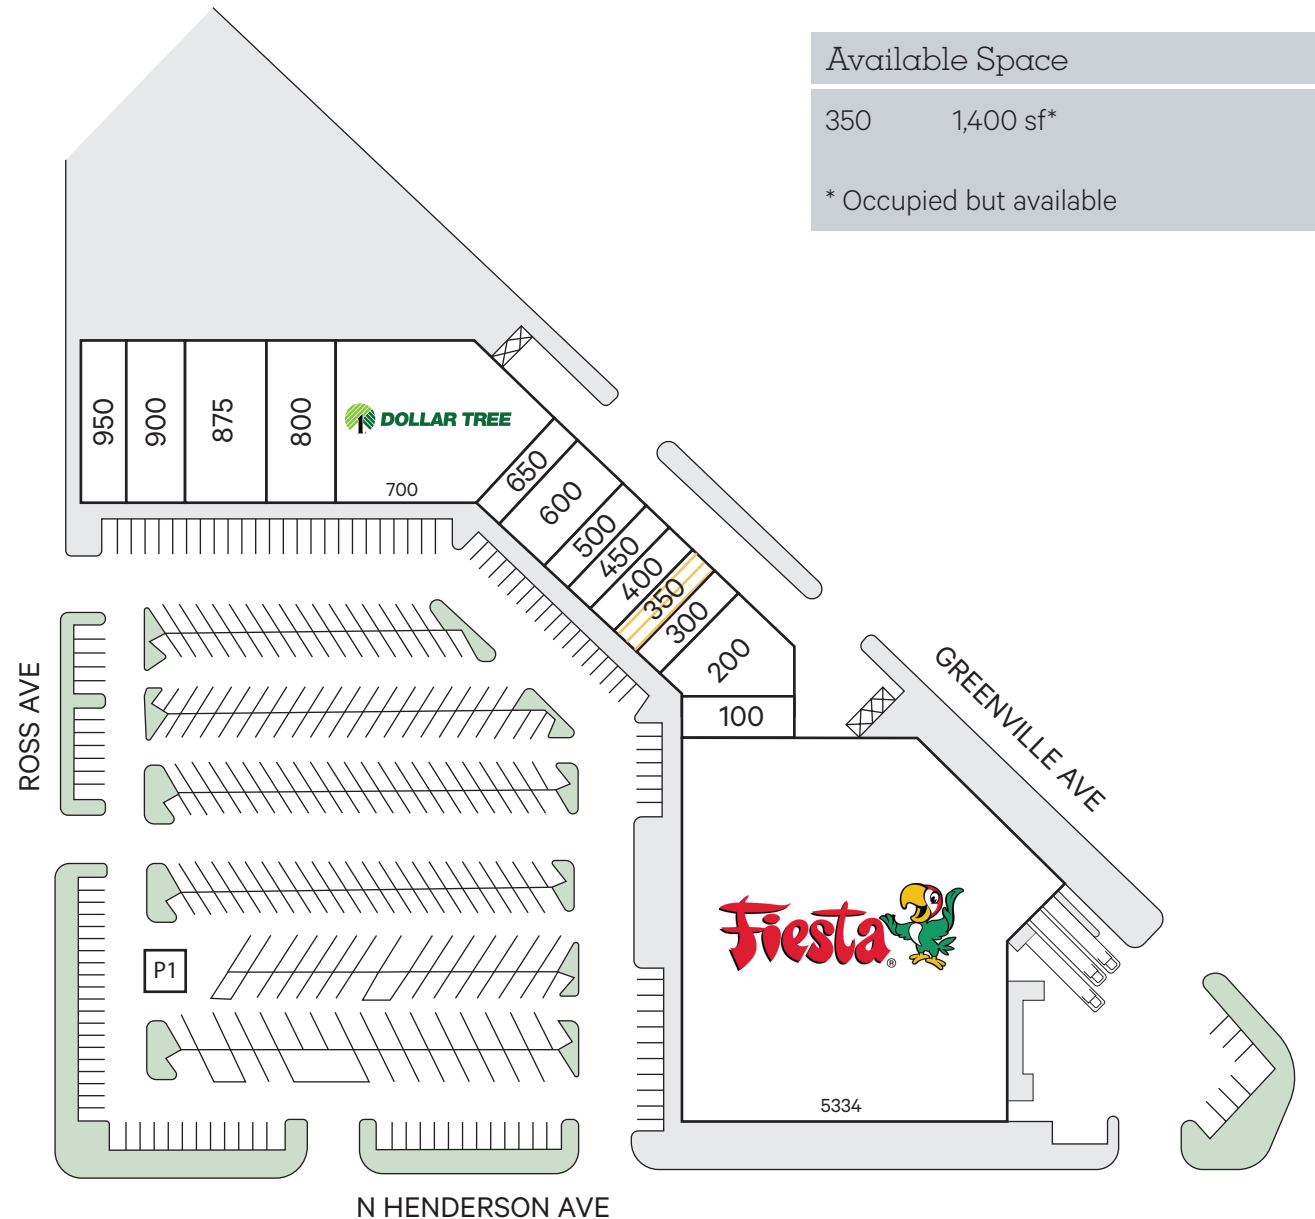 Available Space
350 1,400 sf*
* Occupied but available
950
900
875
800
DOLLAR TREE
700
650
600
500
450
400
350
300
200
100
ROSS AVE
GREENVILLE AVE
Fiesta®
P1
5334
N HENDERSON AVE